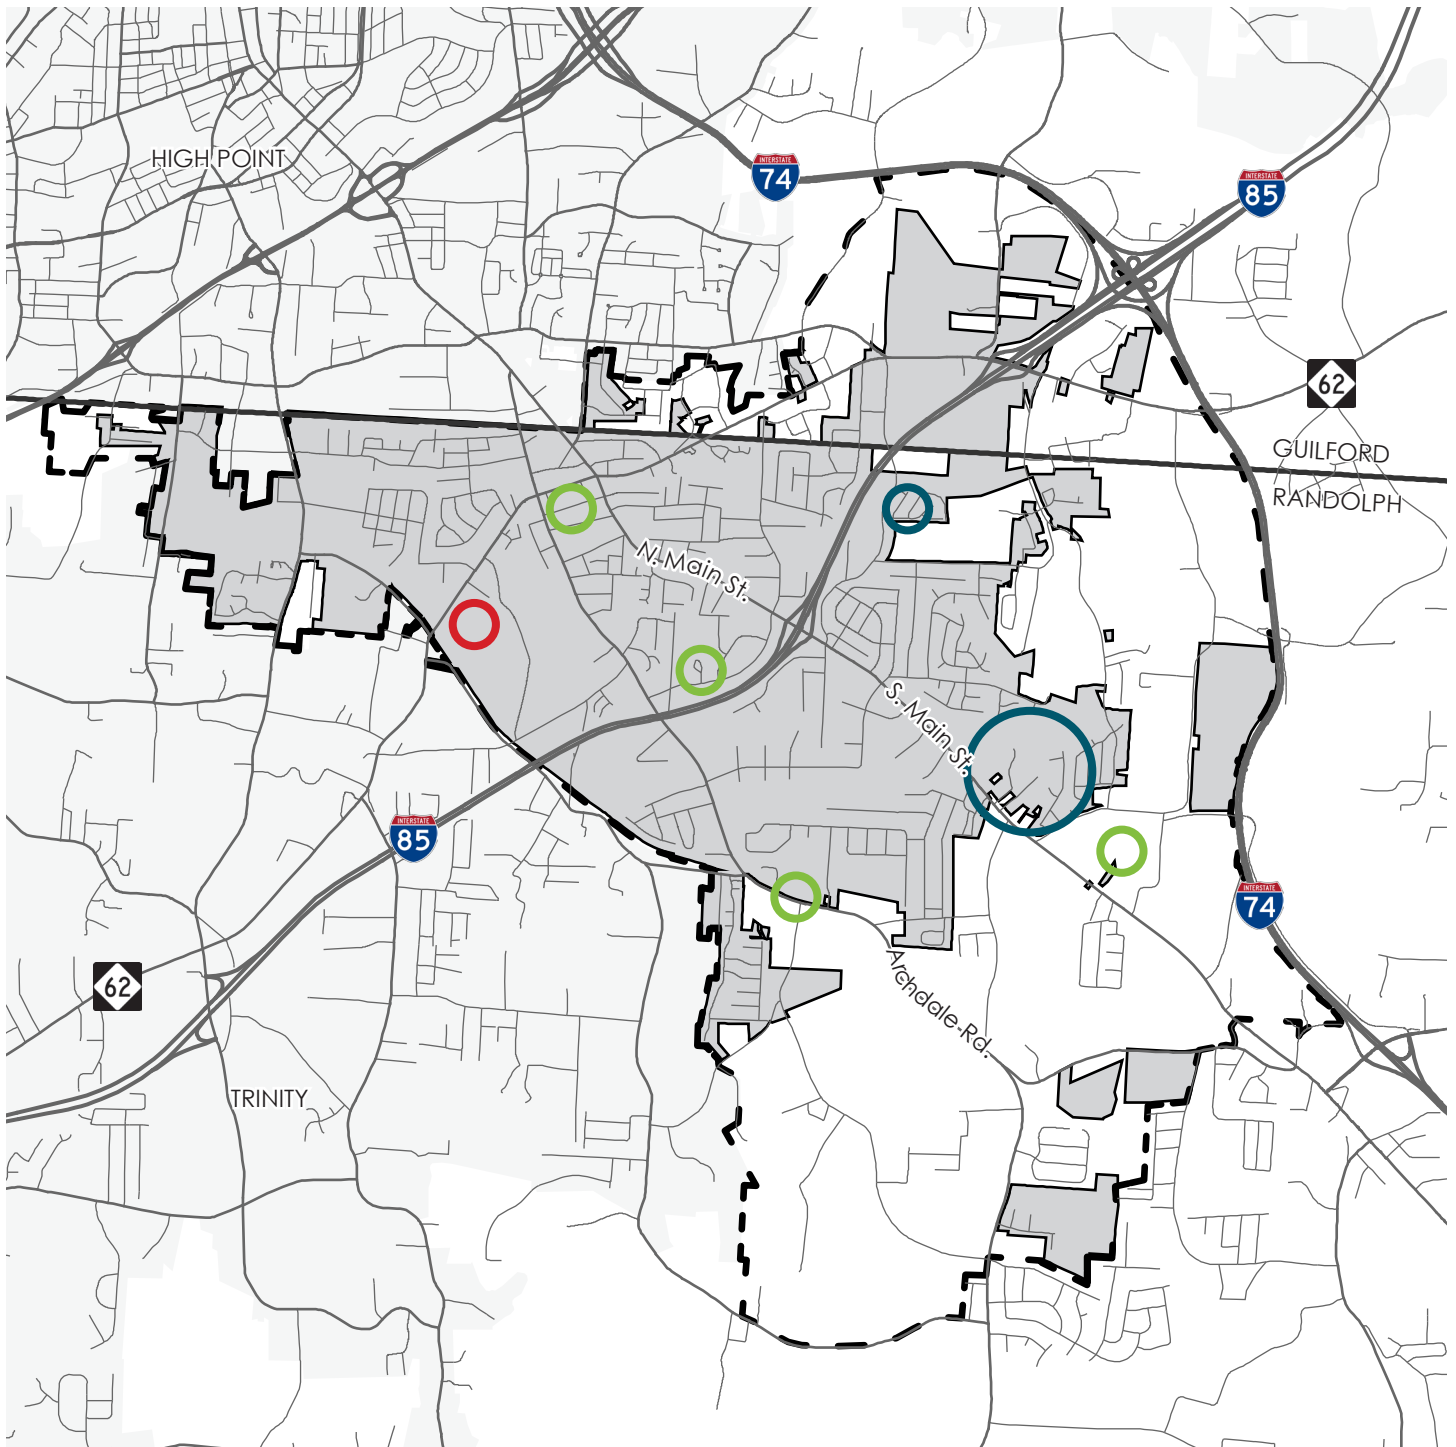 HIGH POINT
INTERSTATE
74
INTERSTATE
85
62
GUILFORD
RANDOLPH
N. Main St.
S. Main St.
INTERSTATE
85
INTERSTATE
74
62
Archdale Rd.
TRINITY